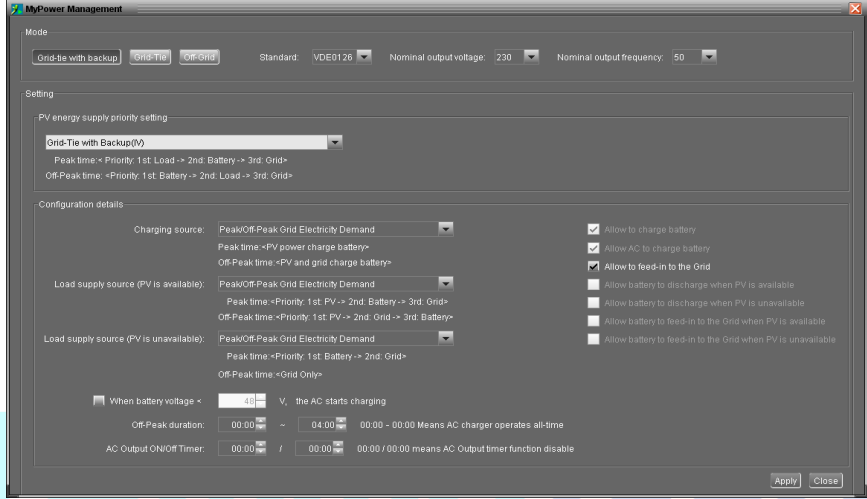 MyPower Management
Mode
Grid-tie with backup Grid-Tie Off-Grid Standard: VDE0126 Nominal output voltage: 230 Nominal output frequency: 50
Setting
PV energy supply priority setting
Grid-Tie with Backup(IV)
Peak time:< Priority: 1st: Load -> 2nd: Battery -> 3rd: Grid>
Off-Peak time: <Priority: 1st: Battery -> 2nd: Load -> 3rd: Grid>
Configuration details
Charging source: Peak/Off-Peak Grid Electricity Demand Allow to charge battery
Peak time:<PV power charge battery> Allow AC to charge battery
Off-Peak time:<PV and grid charge battery> Allow to feed-in to the Grid
Load supply source (PV is available): Peak/Off-Peak Grid Electricity Demand Allow battery to discharge when PV is available
Peak time:<Priority: 1st: PV -> 2nd: Battery -> 3rd: Grid> Allow battery to discharge when PV is unavailable
Off-Peak time:<Priority: 1st: PV -> 2nd: Grid -> 3rd: Battery> Allow battery to feed-in to the Grid when PV is available
Load supply source (PV is unavailable): Peak/Off-Peak Grid Electricity Demand Allow battery to feed-in to the Grid when PV is unavailable
Peak time:<Priority: 1st: Battery -> 2nd: Grid>
Off-Peak time:<Grid Only>
When battery voltage < 48 V, the AC starts charging
Off-Peak duration: 00:00 ~ 04:00 00:00 - 00:00 Means AC charger operates all-time
AC Output ON/Off Timer: 00:00 / 00:00 00:00 / 00:00 means AC Output timer function disable
Apply Close